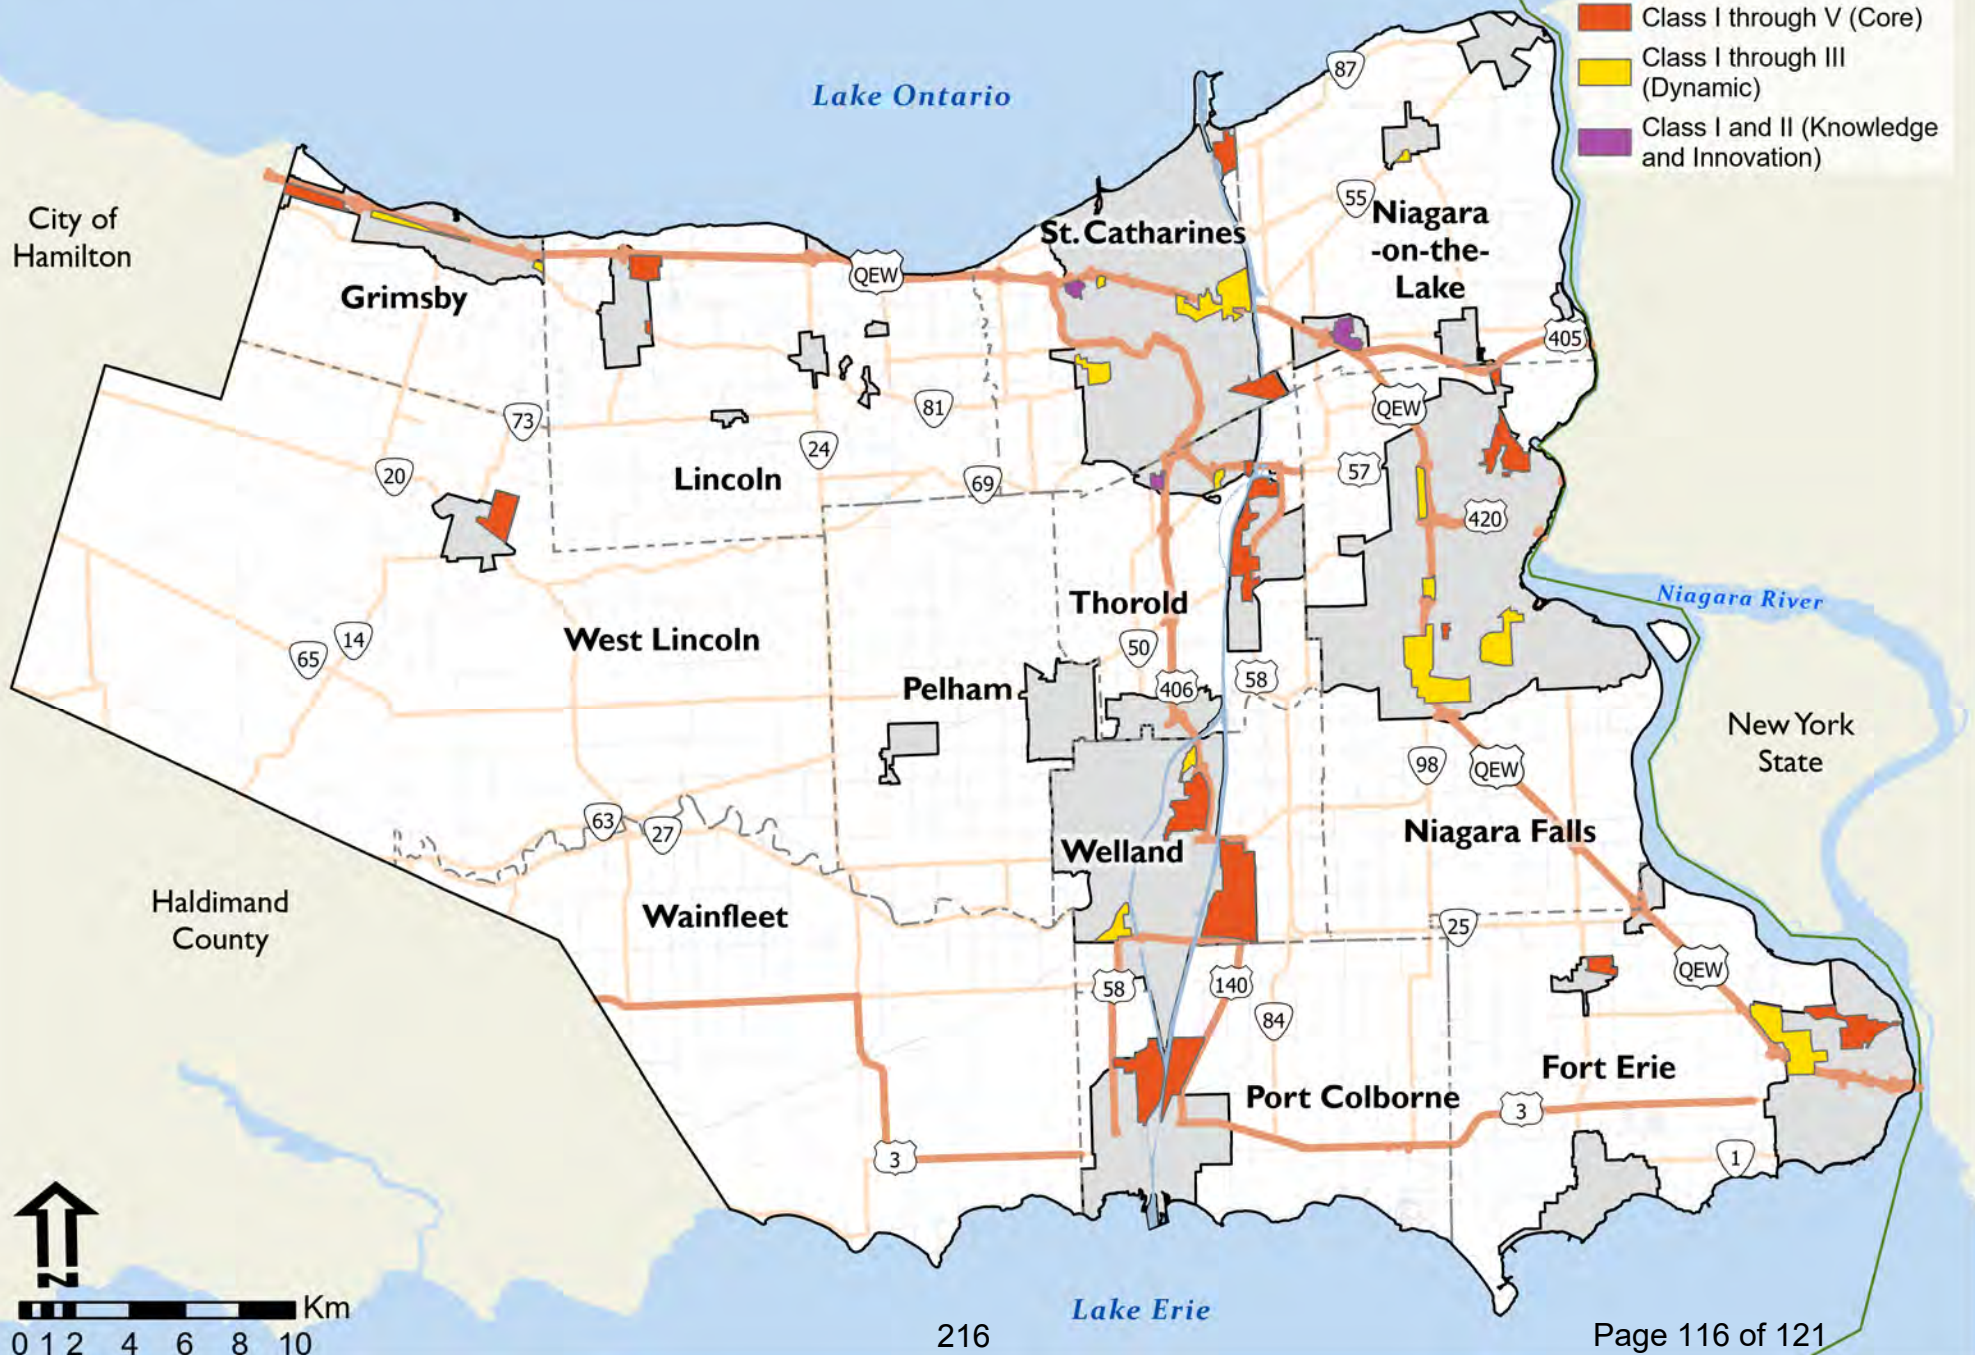 Class I through V (Core)
Class I through III
(Dynamic)
Class I and II (Knowledge
and Innovation)
87
Lake Ontario
55
City of
Hamilton
St. Catharines
Niagara
-on-the-
Lake
QEW
Grimsby
405
73
81
QEW
24
20
Lincoln
69
57
420
Niagara River
Thorold
14
65
West Lincoln
50
58
406
Pelham
New York
State
98
QEW
63
27
Niagara Falls
Welland
Haldimand
County
Wainfleet
25
QEW
58
140
84
Fort Erie
Port Colborne
3
3
1
N
Km
0 1 2 4 6 8 10
Lake Erie
216
Page 116 of 121